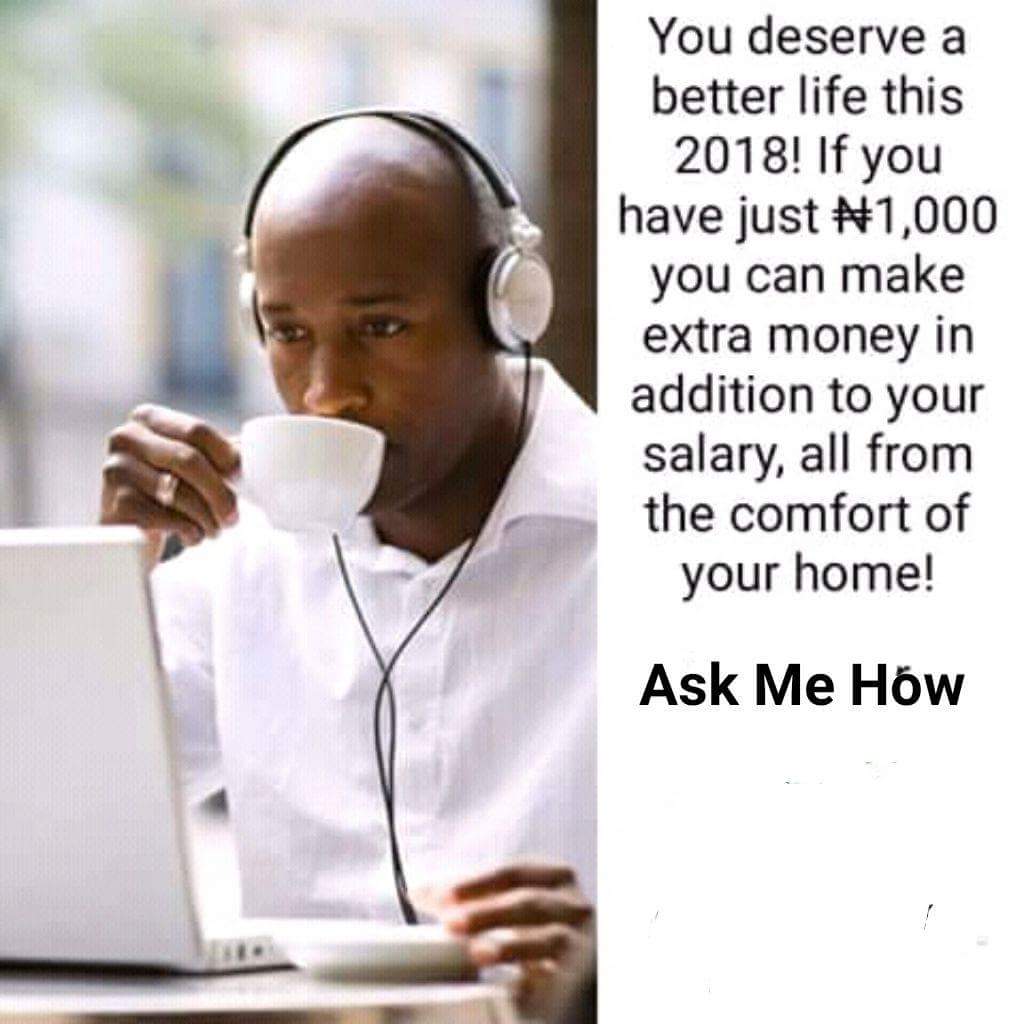 You deserve a
better life this
2018! If you
have just ₦1,000
you can make
extra money in
addition to your
salary, all from
the comfort of
your home!
Ask Me How